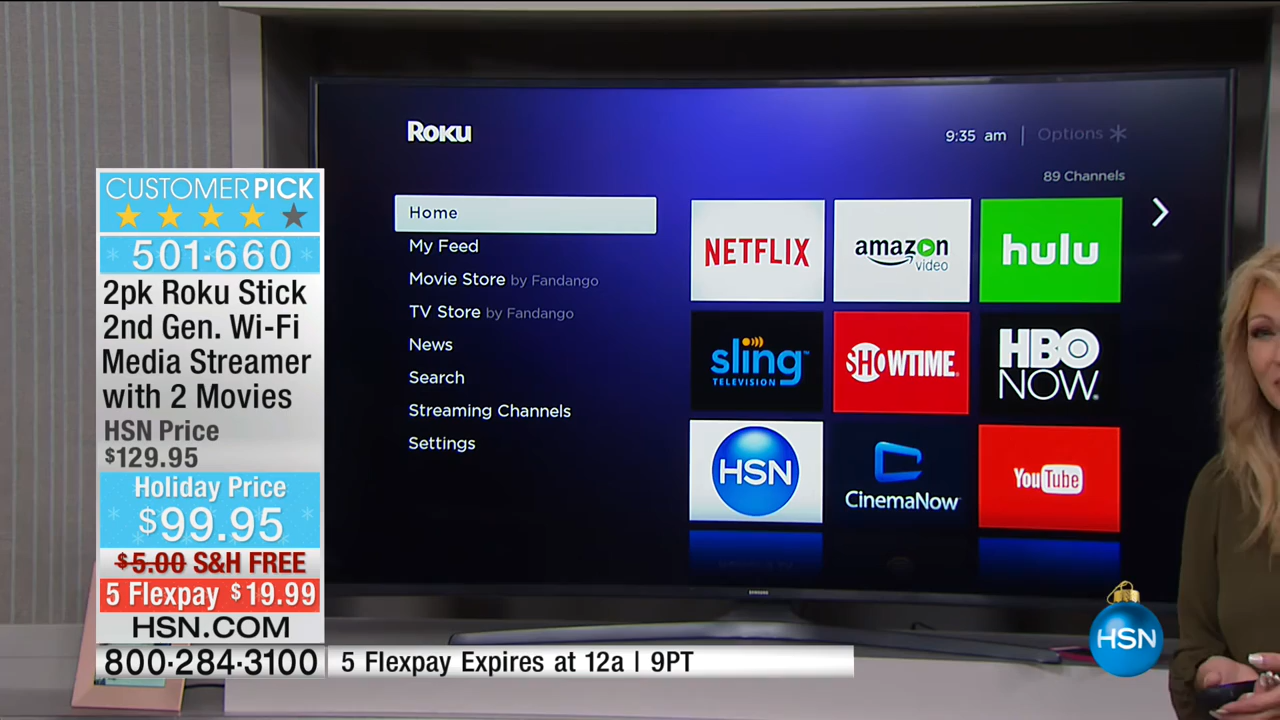 CUSTOMER PICK
501-660
2pk Roku Stick
2nd Gen. Wi-Fi
Media Streamer
with 2 Movies
HSN Price
$129.95
Holiday Price
$99.95
$5.00 S&H FREE
5 Flexpay $19.99
HSN.COM
800-284-3100
5 Flexpay Expires at 12a | 9PT
ROKU
9:35 am | Options
89 Channels
Home
My Feed
Movie Store by Fandango
TV Store by Fandango
News
Search
Streaming Channels
Settings
NETFLIX
amazon
video
hulu
sling
TELEVISION
SHOWTIME
HBO
NOW
HSN
CinemaNow
YouTube
SAMSUNG
HSN